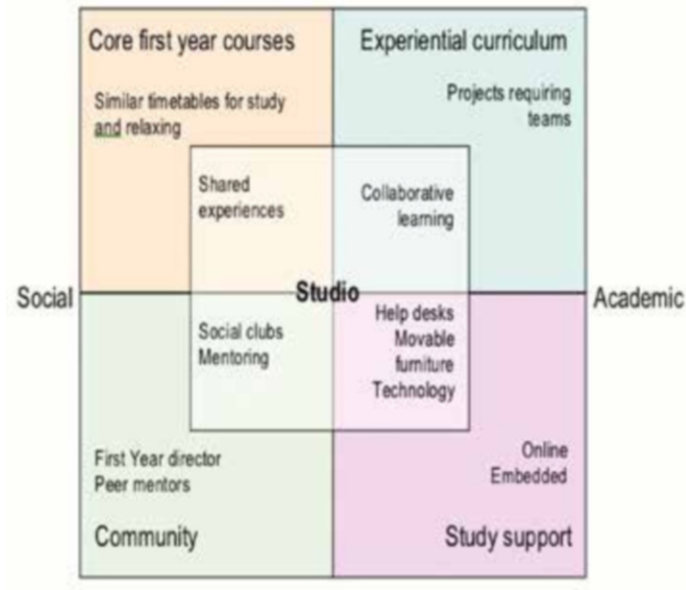 Core first year courses
Similar timetables for study
and relaxing
Experiential curriculum
Projects requiring
teams
Shared
experiences
Collaborative
learning
Social
Studio
Academic
Social clubs
Mentoring
Help desks
Movable
furniture
Technology
First Year director
Peer mentors
Community
Online
Embedded
Study support